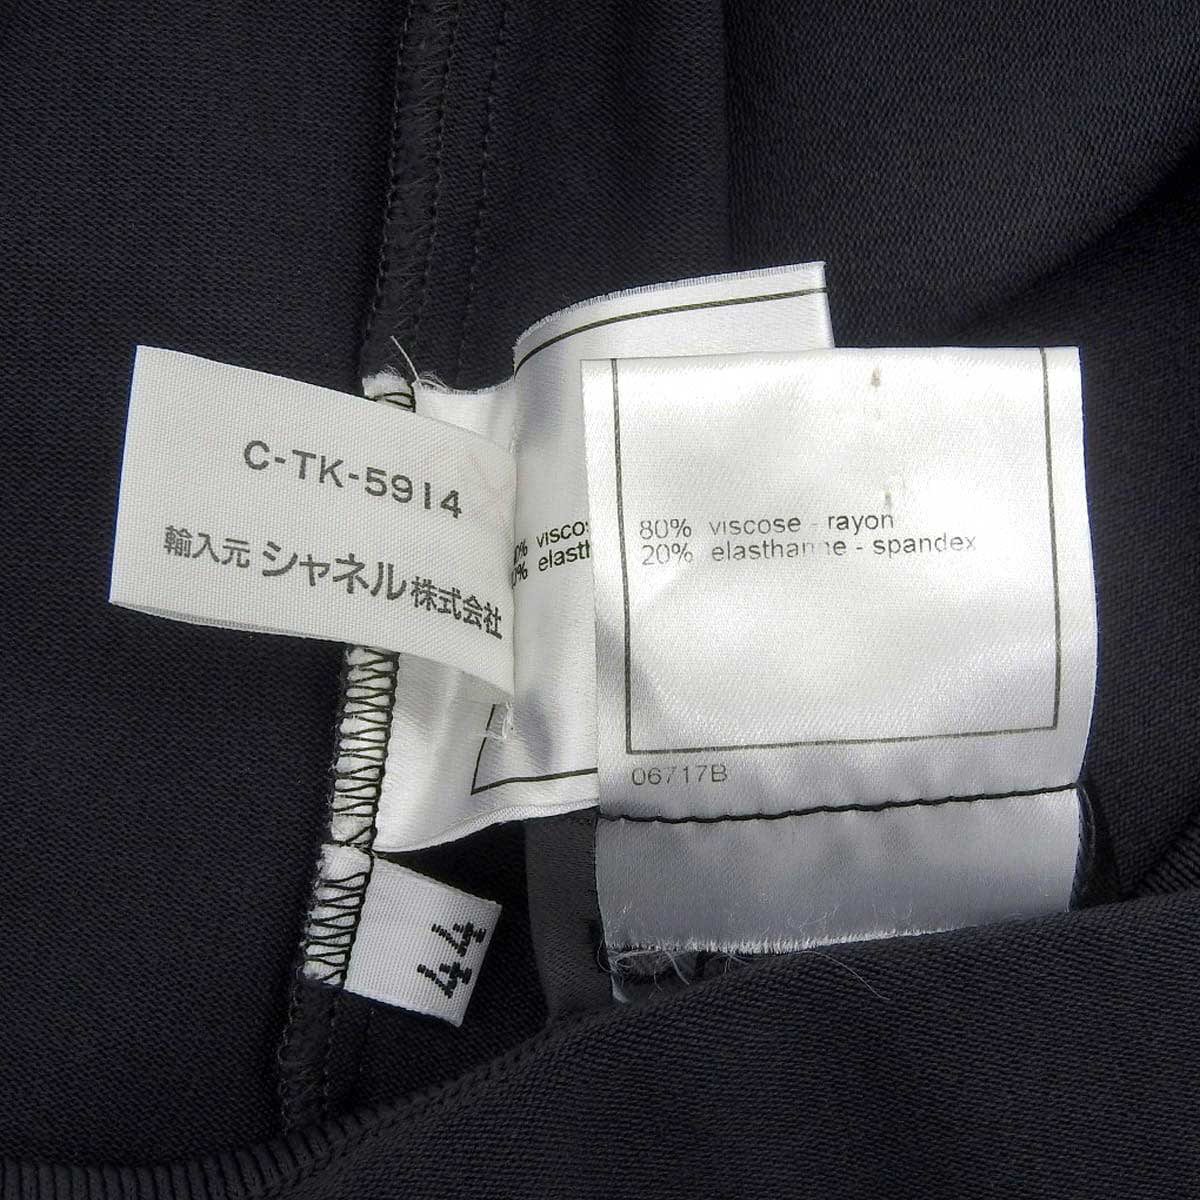 C-TK-5914
輸入元 シャネル 株式会社
80% viscose - rayon
20% elasthanne - spandex
06717B
44